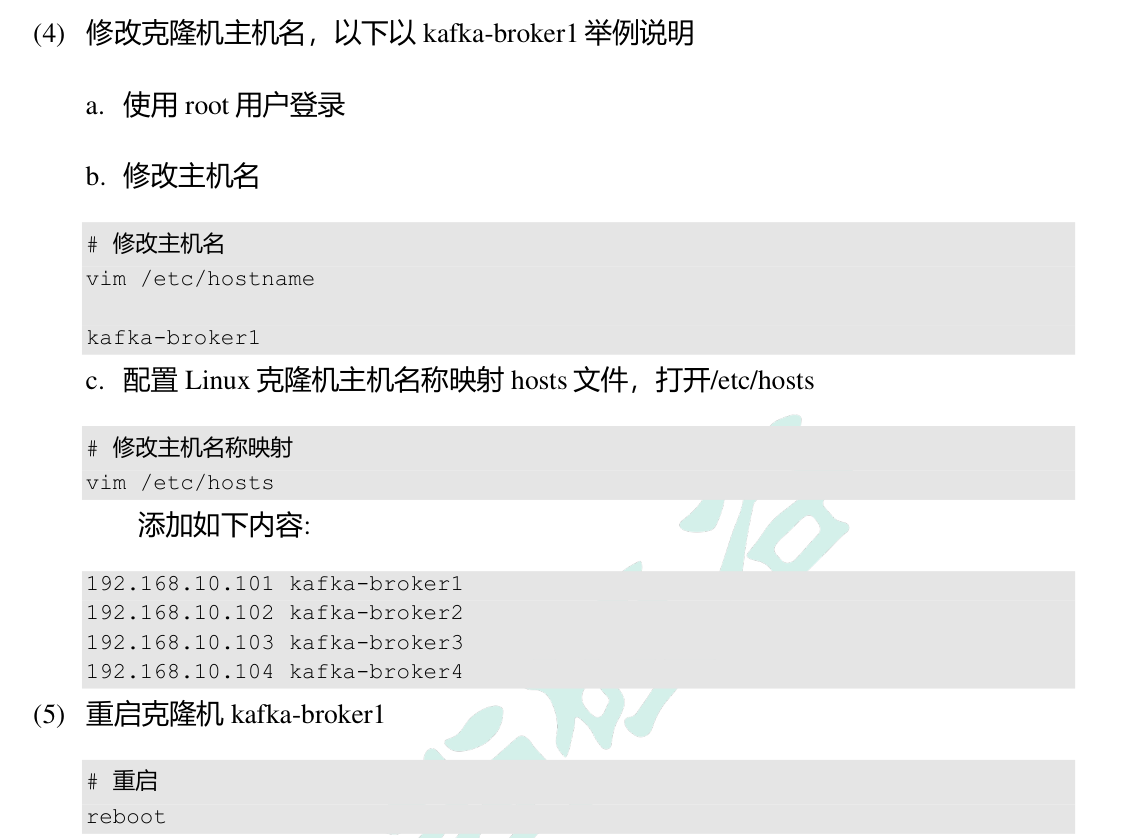 (4) 修改克隆机主机名，以下以 kafka-broker1 举例说明
a. 使用 root 用户登录
b. 修改主机名
# 修改主机名
vim /etc/hostname
kafka-broker1
c. 配置 Linux 克隆机主机名称映射 hosts 文件，打开/etc/hosts
# 修改主机名称映射
vim /etc/hosts
添加如下内容:
192.168.10.101 kafka-broker1
192.168.10.102 kafka-broker2
192.168.10.103 kafka-broker3
192.168.10.104 kafka-broker4
(5) 重启克隆机 kafka-broker1
# 重启
reboot